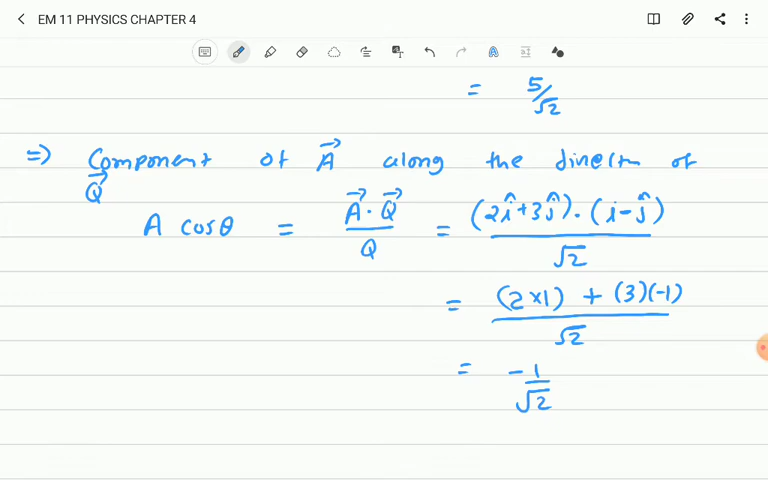 EM 11 PHYSICS CHAPTER 4
= 5/√2
⇒ Component of A⃗ along the direction of
Q⃗
A cosθ = A⃗ · Q⃗ / Q = (2î+3ĵ) · (i−ĵ) / √2
= (2×1) + (3)(-1) / √2
= -1/√2